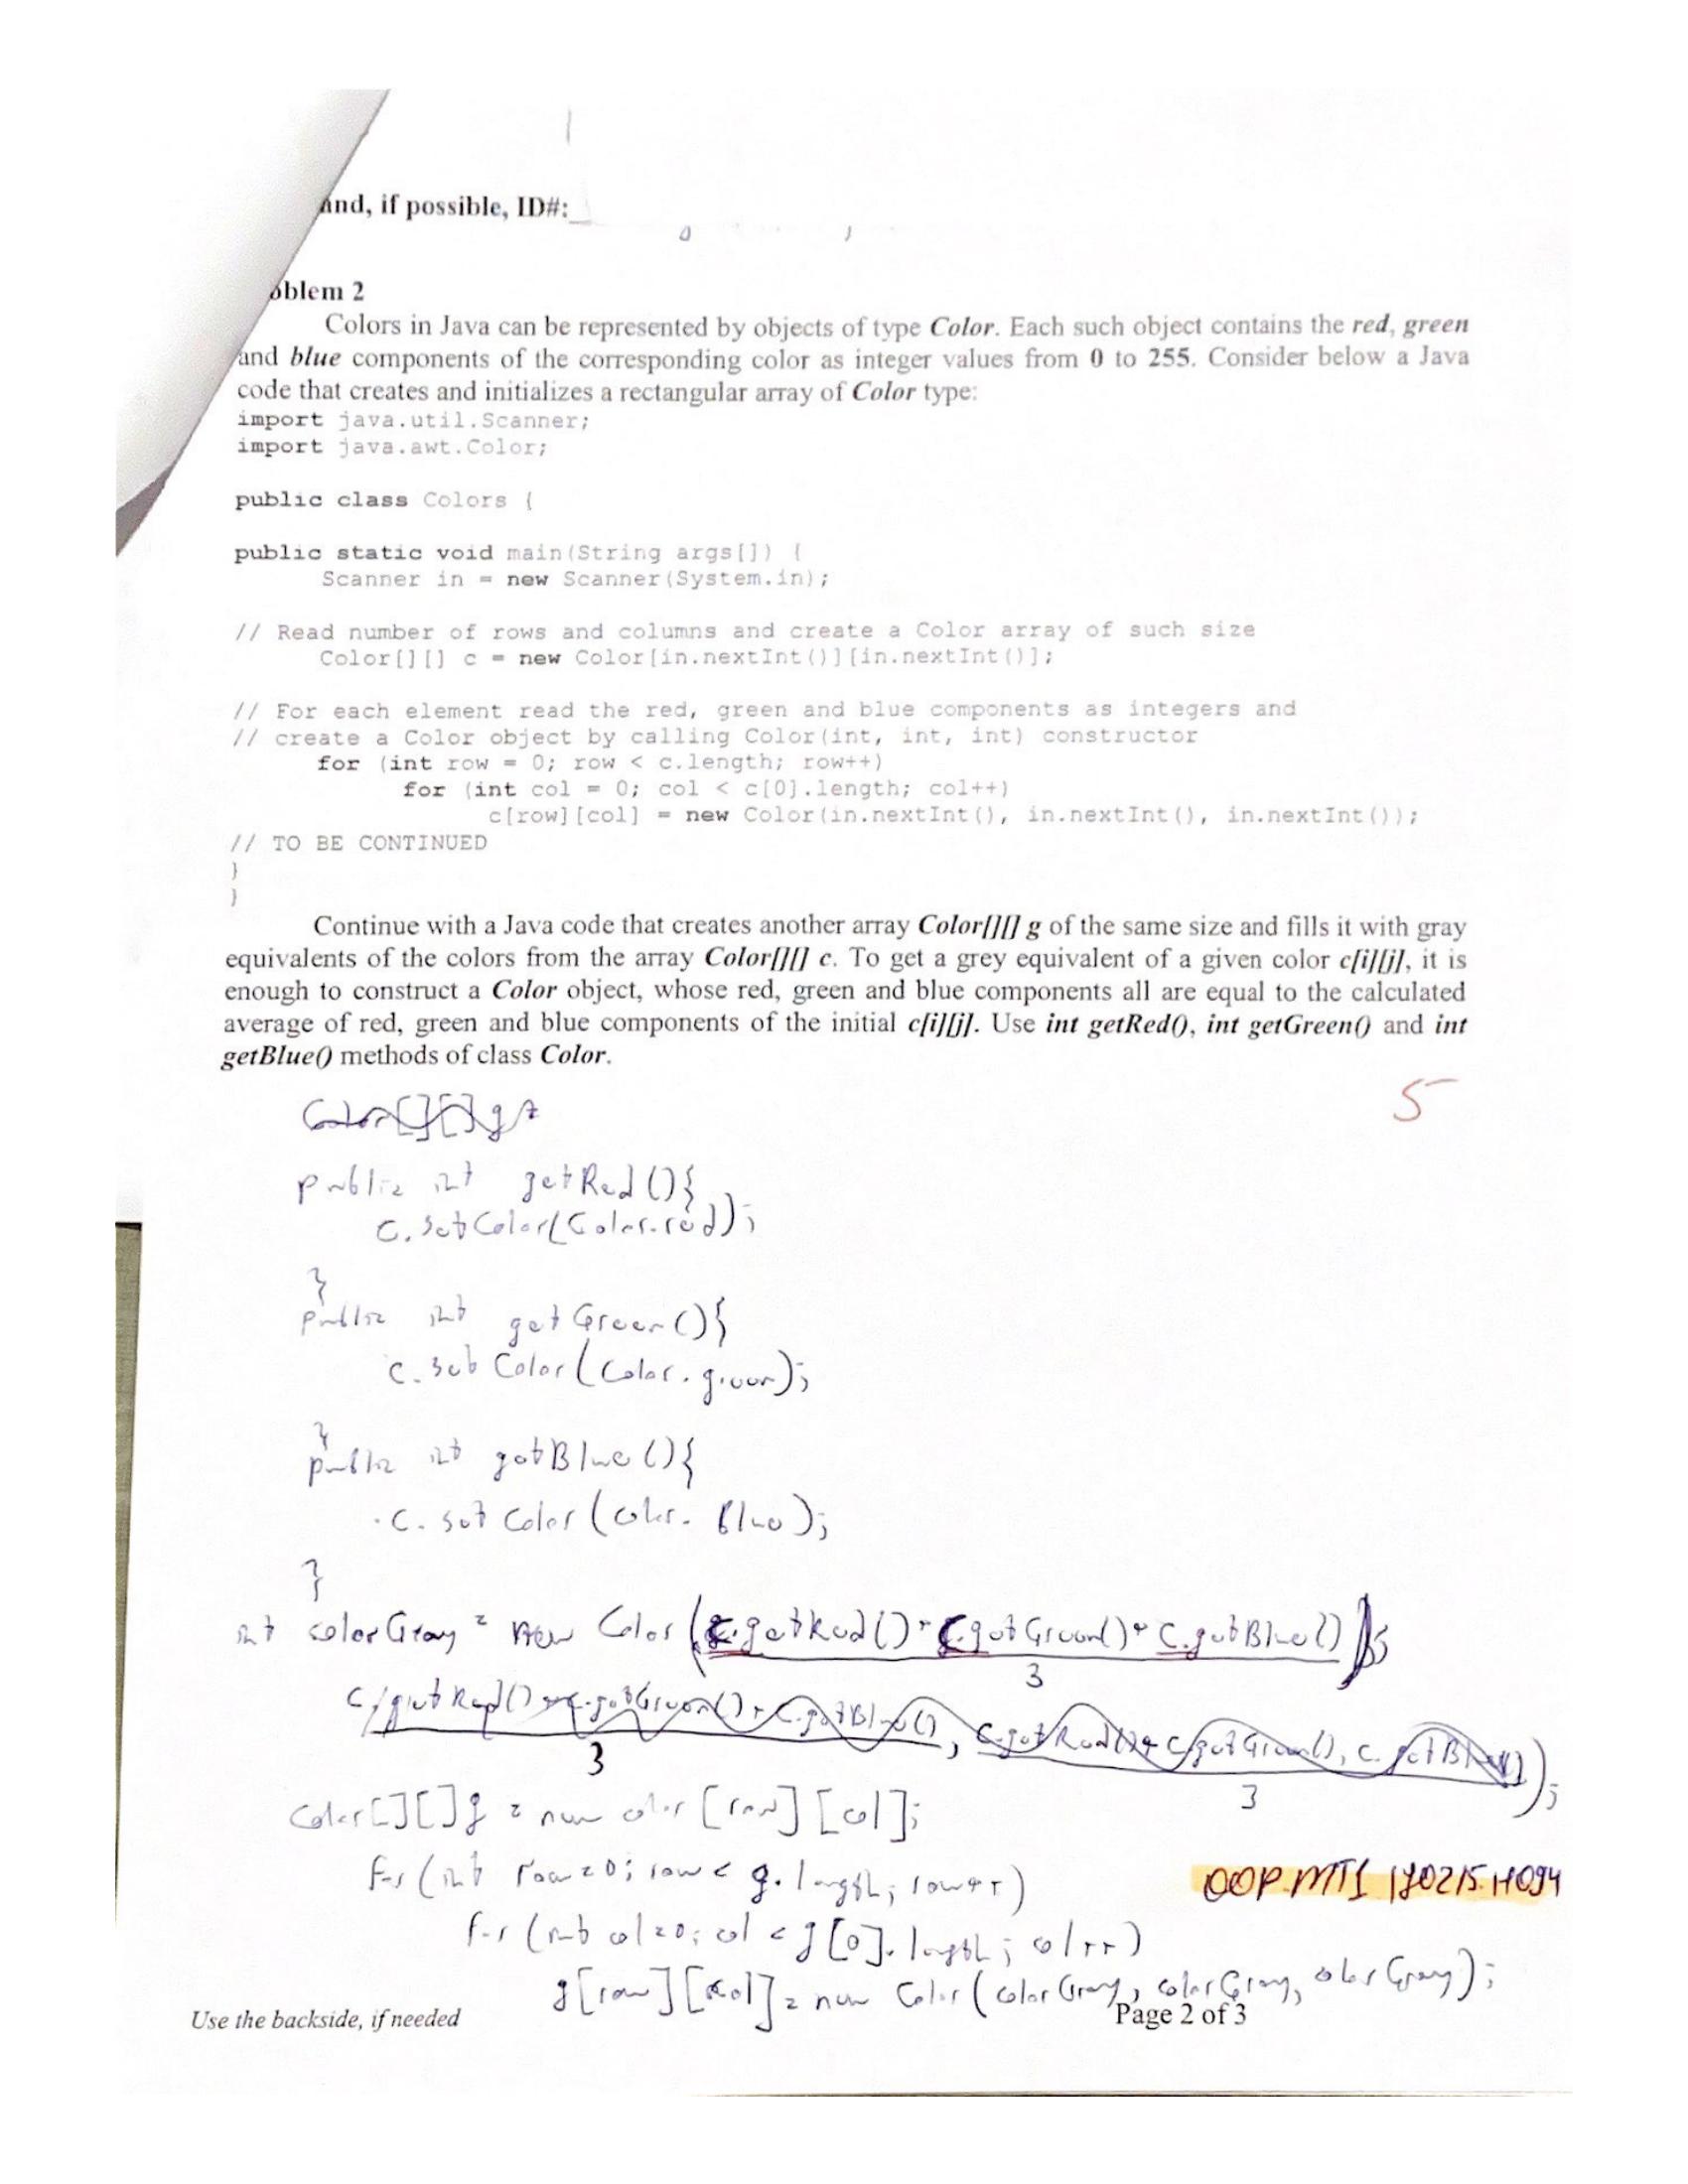 and, if possible, ID#:
oblem 2
Colors in Java can be represented by objects of type Color. Each such object contains the red, green
and blue components of the corresponding color as integer values from 0 to 255. Consider below a Java
code that creates and initializes a rectangular array of Color type:
import java.util.Scanner;
import java.awt.Color;
public class Colors {
public static void main(String args[]) {
Scanner in = new Scanner(System.in);
// Read number of rows and columns and create a Color array of such size
Color[][] c = new Color[in.nextInt()][in.nextInt()];
// For each element read the red, green and blue components as integers and
// create a Color object by calling Color(int, int, int) constructor
for (int row = 0; row < c.length; row++)
for (int col = 0; col < c[0].length; col++)
c[row][col] = new Color(in.nextInt(), in.nextInt(), in.nextInt());
// TO BE CONTINUED
}
}
Continue with a Java code that creates another array Color[][] g of the same size and fills it with gray
equivalents of the colors from the array Color[][] c. To get a grey equivalent of a given color c[i][j], it is
enough to construct a Color object, whose red, green and blue components all are equal to the calculated
average of red, green and blue components of the initial c[i][j]. Use int getRed(), int getGreen() and int
getBlue() methods of class Color.
5
Color[][] g =
public int getRed(){
c.setColor(Color.red);
}
public int getGreen(){
c.setColor(Color.green);
}
public int getBlue(){
c.setColor(color.Blue);
}
int colorGray = new Color(c.getRed()+c.getGreen()+c.getBlue());
3
c.getRed()+c.getGreen()+c.getBlue(), c.getRed()+c.getGreen(), c.getBlue());
3 3
Color[][] g = new color[row][col];
for(int row=0; row< g.length; row++)
OOP.MT1 170215.H094
for(int col=0; col < g[0].length; col++)
g[row][col] = new Color(colorGray, colorGray, colorGray);
Use the backside, if needed
Page 2 of 3